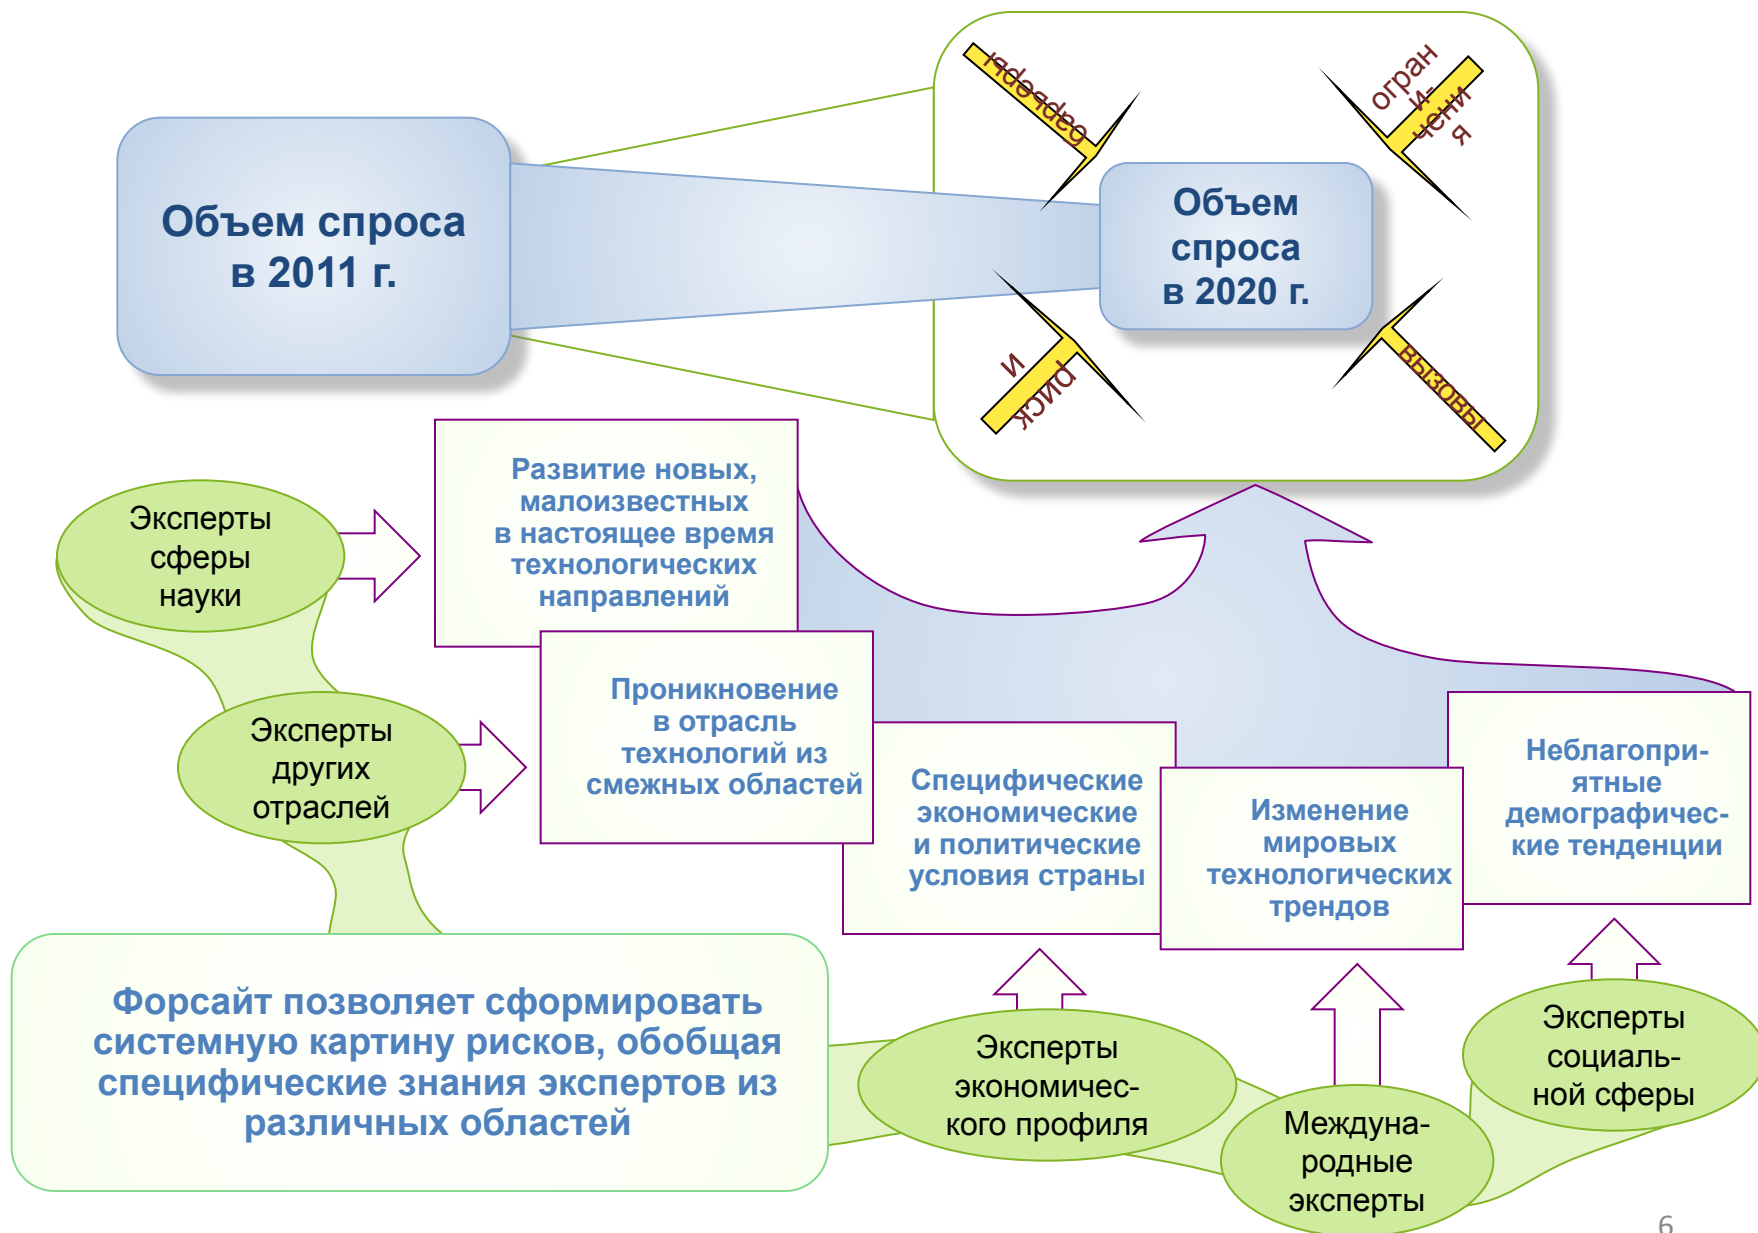 Объем спроса
в 2011 г.
барьеры
огран
и-
чени
я
Объем
спроса
в 2020 г.
риск
и
вызовы
Развитие новых,
малоизвестных
в настоящее время
технологических
направлений
Эксперты
сферы
науки
Проникновение
в отрасль
технологий из
смежных областей
Эксперты
других
отраслей
Специфические
экономические
и политические
условия страны
Изменение
мировых
технологических
трендов
Неблагопри-
ятные
демографичес-
кие тенденции
Форсайт позволяет сформировать
системную картину рисков, обобщая
специфические знания экспертов из
различных областей
Эксперты
экономичес-
кого профиля
Междуна-
родные
эксперты
Эксперты
социаль-
ной сферы
6